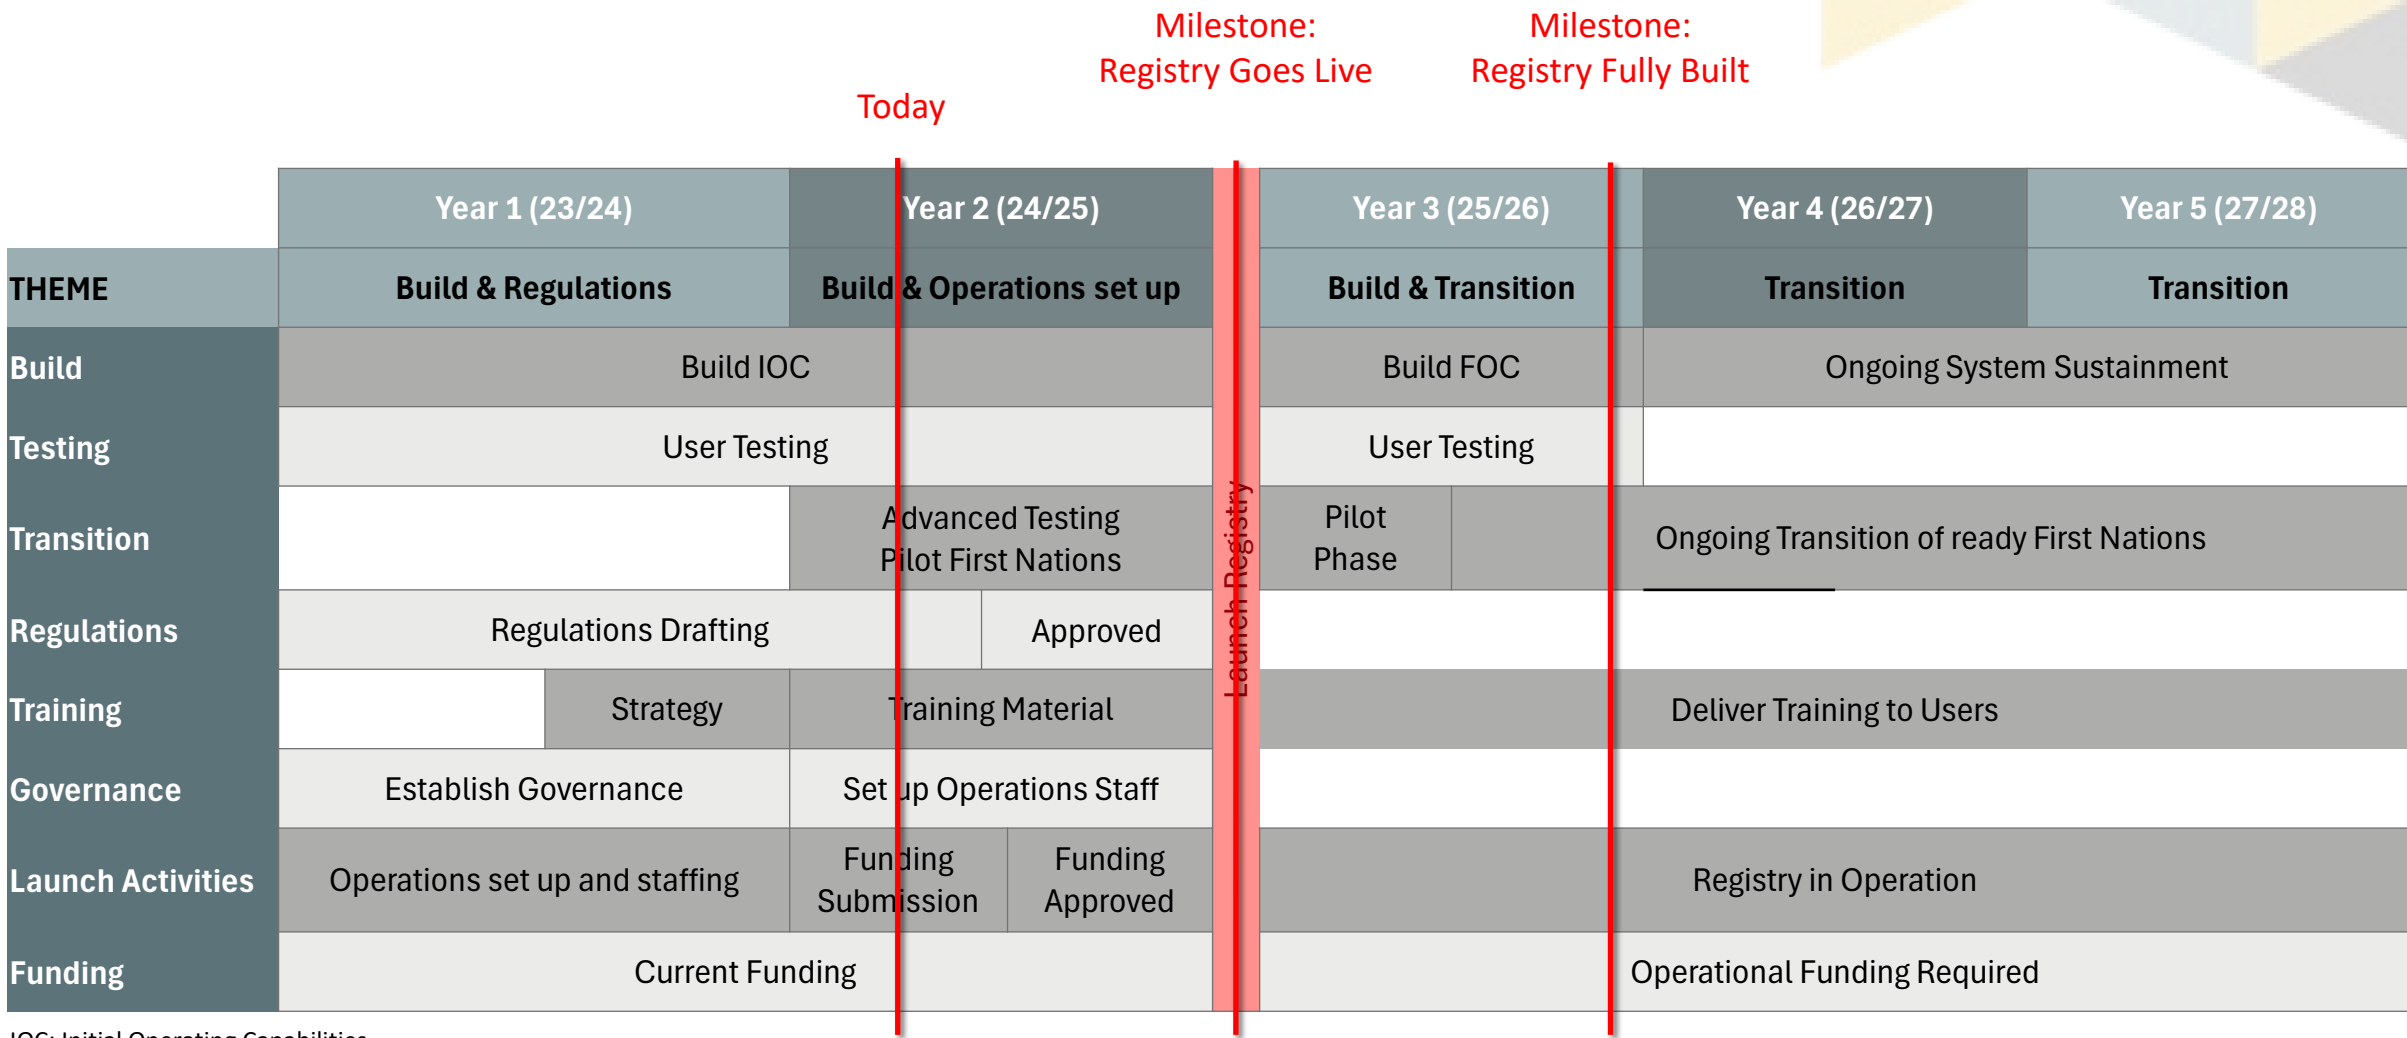 Milestone:
Registry Goes Live
Milestone:
Registry Fully Built
Today
Year 1 (23/24)
Year 2 (24/25)
Year 3 (25/26)
Year 4 (26/27)
Year 5 (27/28)
THEME
Build & Regulations
Build & Operations set up
Build & Transition
Transition
Transition
Build
Build IOC
Build FOC
Ongoing System Sustainment
Testing
User Testing
User Testing
Transition
Advanced Testing
Pilot First Nations
Launch Registry
Pilot
Phase
Ongoing Transition of ready First Nations
Regulations
Regulations Drafting
Approved
Training
Strategy
Training Material
Deliver Training to Users
Governance
Establish Governance
Set up Operations Staff
Launch Activities
Operations set up and staffing
Funding
Submission
Funding
Approved
Registry in Operation
Funding
Current Funding
Operational Funding Required
IOC: Initial Operating Capabilities